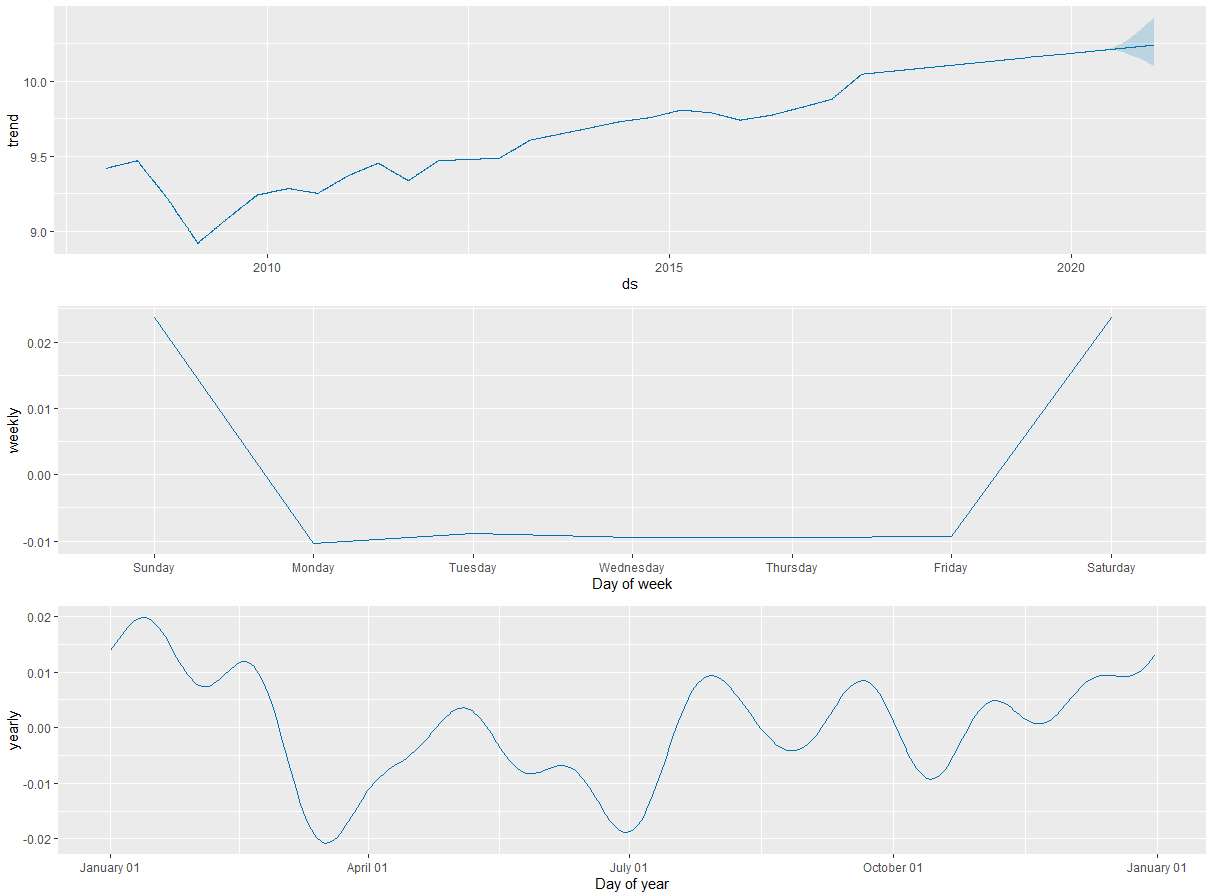 trend
10.0
9.5
9.0
2010 2015 2020
ds
weekly
0.02
0.01
0.00
-0.01
Sunday Monday Tuesday Wednesday Thursday Friday Saturday
Day of week
yearly
0.02
0.01
0.00
-0.01
-0.02
January 01 April 01 July 01 October 01 January 01
Day of year